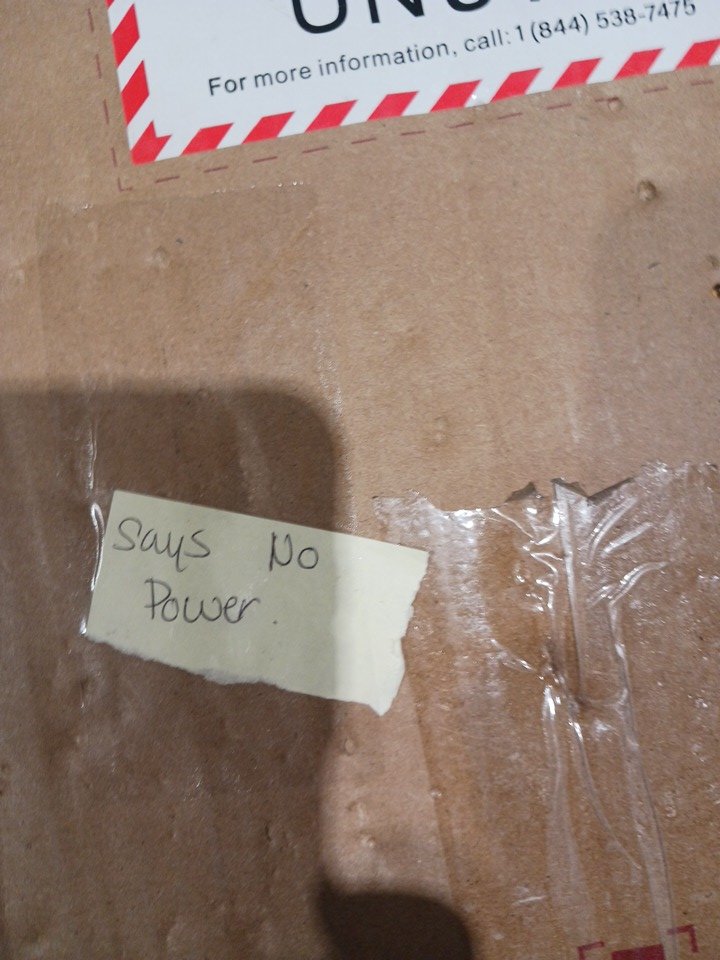 For more information, call: 1 (844) 538-7475
Says No
Power.